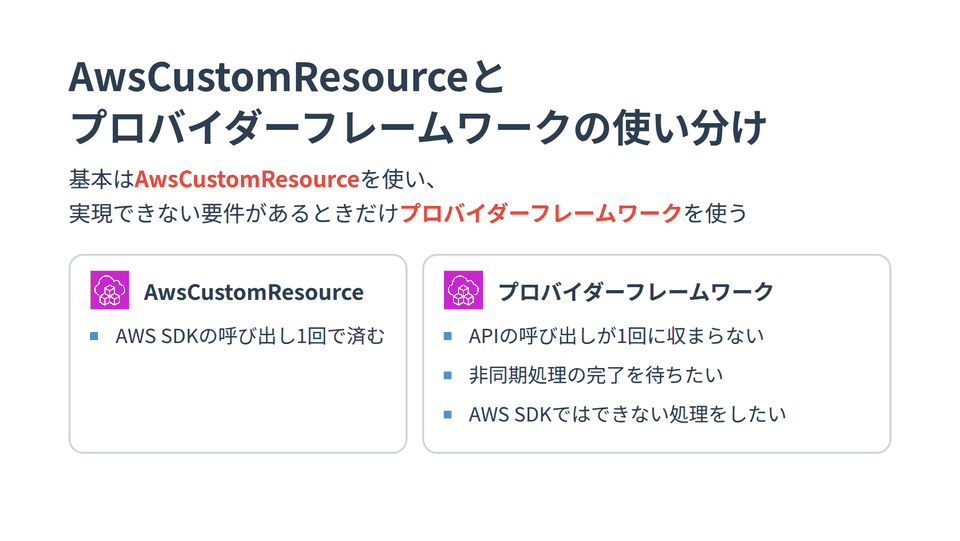 AwsCustomResourceと
プロバイダーフレームワークの使い分け
基本はAwsCustomResourceを使い、
実現できない要件があるときだけプロバイダーフレームワークを使う
AwsCustomResource
AWS SDKの呼び出し1回で済む
プロバイダーフレームワーク
APIの呼び出しが1回に収まらない
非同期処理の完了を待ちたい
AWS SDKではできない処理をしたい